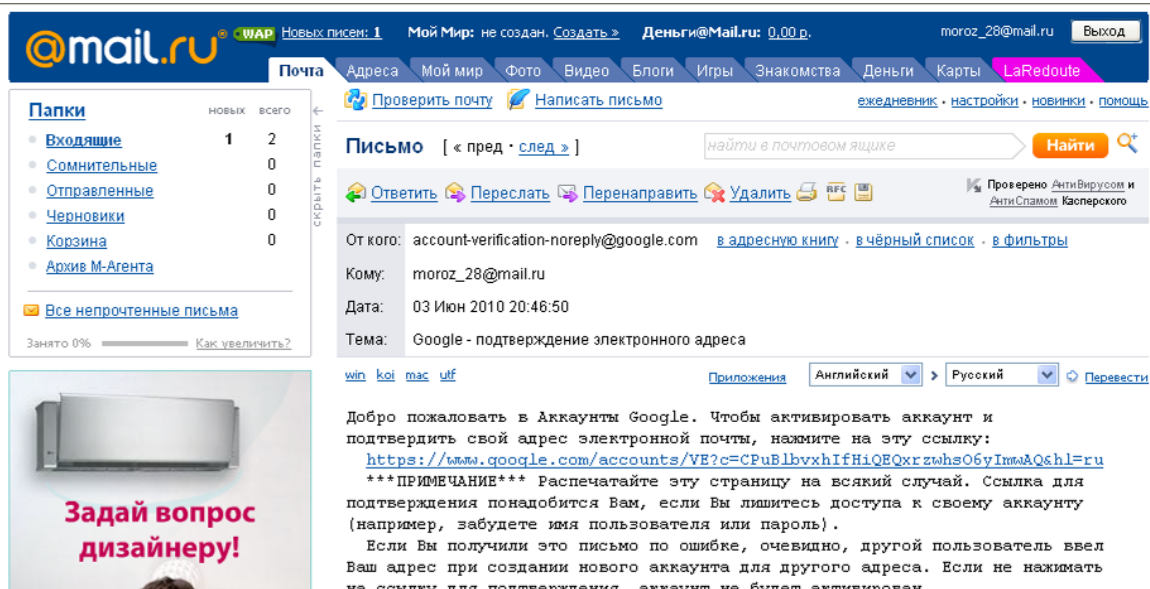 @mail.ru® WAP Новых писем: 1 Мой Мир: не создан. Создать » Деньги@Mail.ru: 0,00 р. moroz_28@mail.ru Выход
Почта Адреса Мой мир Фото Видео Блоги Игры Знакомства Деньги Карты LaRedoute
Папки новых всего
Входящие 1 2
Сомнительные 0
Отправленные 0
Черновики 0
Корзина 0
Архив М-Агента
Все непрочтенные письма
Занято 0% Как увеличить?
← скрыть папки
Задай вопрос
дизайнеру!
Проверить почту Написать письмо ежедневник · настройки · новинки · помощь
Письмо [ « пред · след » ] найти в почтовом ящике Найти
Ответить Переслать Перенаправить Удалить RFC Проверено АнтиВирусом и
АнтиСпамом Касперского
От кого: account-verification-noreply@google.com в адресную книгу · в чёрный список · в фильтры
Кому: moroz_28@mail.ru
Дата: 03 Июн 2010 20:46:50
Тема: Google - подтверждение электронного адреса
win koi mac utf Приложения Английский > Русский Перевести
Добро пожаловать в Аккаунты Google. Чтобы активировать аккаунт и
подтвердить свой адрес электронной почты, нажмите на эту ссылку:
https://www.google.com/accounts/VE?c=CPuBlbvxhIfHiQEQxrzwhsO6yImwAQ&hl=ru
***ПРИМЕЧАНИЕ*** Распечатайте эту страницу на всякий случай. Ссылка для
подтверждения понадобится Вам, если Вы лишитесь доступа к своему аккаунту
(например, забудете имя пользователя или пароль).
Если Вы получили это письмо по ошибке, очевидно, другой пользователь ввел
Ваш адрес при создании нового аккаунта для другого адреса. Если не нажимать
на ссылку для подтверждения, аккаунт не будет активирован.